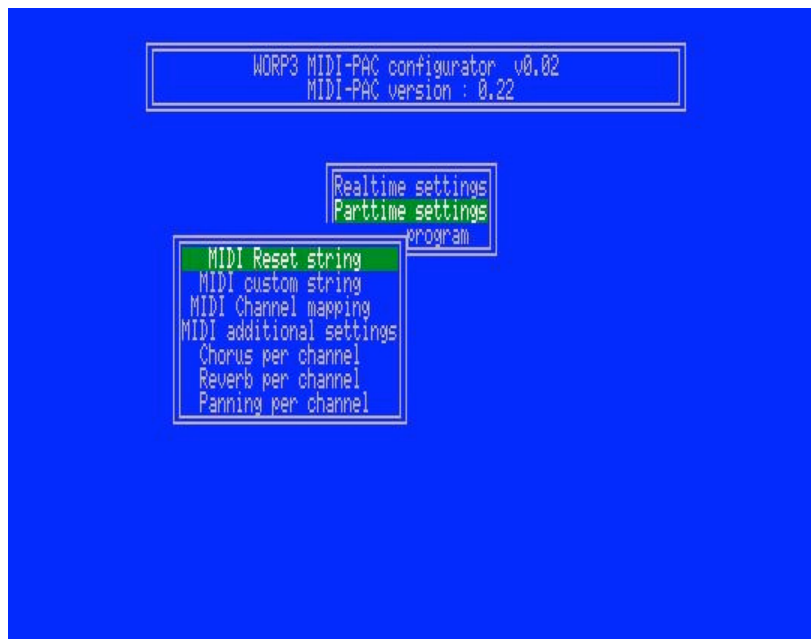 WORP3 MIDI-PAC configurator v0.02
MIDI-PAC version : 0.22
Realtime settings
Parttime settings
program
MIDI Reset string
MIDI custom string
MIDI Channel mapping
MIDI additional settings
Chorus per channel
Reverb per channel
Panning per channel